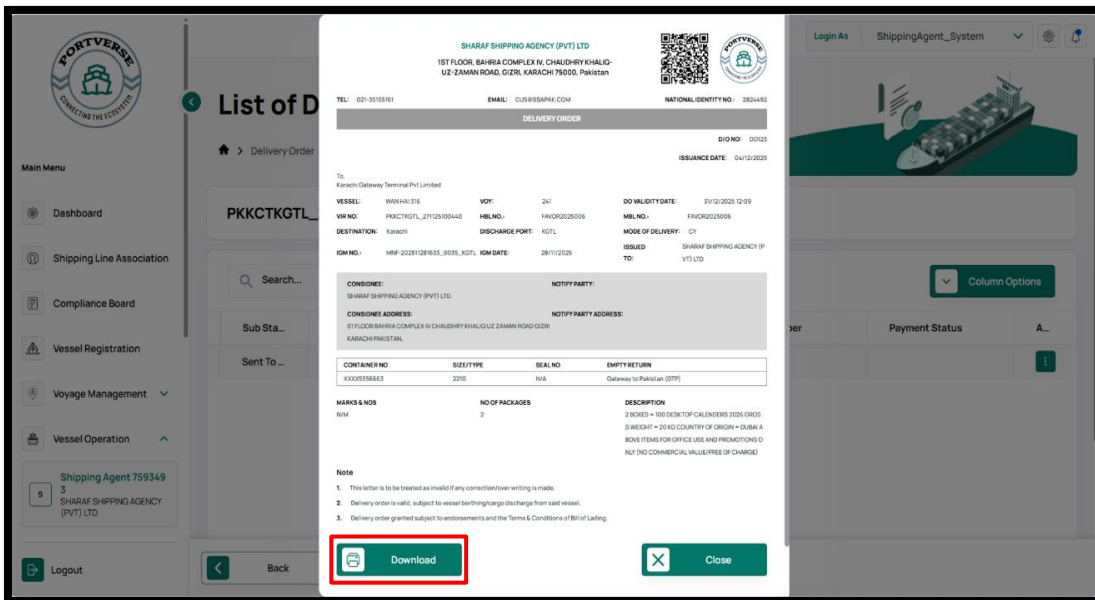 PORTVERSE
CONNECTING THE ECOSYSTEM
Main Menu
Dashboard
Shipping Line Association
Compliance Board
Vessel Registration
Voyage Management
Vessel Operation
S
Shipping Agent 759349
3
SHARAF SHIPPING AGENCY
(PVT) LTD
Logout
Login As ShippingAgent_System
List of D
Delivery Order
PKKCTKGTL_
Search...
Column Options
Sub Sta... ber Payment Status A...
Sent To ...
Back
SHARAF SHIPPING AGENCY (PVT) LTD
1ST FLOOR, BAHRIA COMPLEX IV, CHAUDHRY KHALIQ-
UZ-ZAMAN ROAD, GIZRI, KARACHI 75000, Pakistan
PORTVERSE
CONNECTING THE ECOSYSTEM
TEL: 021-35155151 EMAIL: CUS@SSAPAK.COM NATIONAL IDENTITY NO.- 2824492
DELIVERY ORDER
D/O NO: DO123
ISSUANCE DATE: 04/12/2025
To,
Karachi Gateway Terminal Pvt Limited
VESSEL: WAN HAI 316 VOY: 241 DO VALIDITY DATE: 31/12/2025 12:09
VIR NO: PKKCTKGTL_271125100440 HBL NO.- FAVOR2025006 MBL NO.- FAVOR2025006
DESTINATION: Karachi DISCHARGE PORT: KGTL MODE OF DELIVERY: CY
IGM NO.: MNF-202511281633_0035_KGTL IGM DATE: 28/11/2025 ISSUED TO: SHARAF SHIPPING AGENCY (P
VT) LTD
CONSIGNEE: NOTIFY PARTY:
SHARAF SHIPPING AGENCY (PVT) LTD.
CONSIGNEE ADDRESS: NOTIFY PARTY ADDRESS:
01 FLOOR BAHRIA COMPLEX IV CHAUDHRY KHALIQ UZ ZAMAN ROAD GIZRI
KARACHI PAKISTAN.
CONTAINER NO SIZE/TYPE SEAL NO EMPTY RETURN
XXXX5556663 2210 N/A Gateway to Pakistan (GTP)
MARKS & NOS NO OF PACKAGES DESCRIPTION
N/M 2 2 BOXES = 100 DESKTOP CALENDERS 2026 GROS
S WEIGHT = 20 KG COUNTRY OF ORIGIN = DUBAI A
BOVE ITEMS FOR OFFICE USE AND PROMOTIONS O
NLY (NO COMMERCIAL VALUE/FREE OF CHARGE)
Note
1. This letter is to be treated as invalid if any correction/over writing is made.
2. Delivery order is valid, subject to vessel berthing/cargo discharge from said vessel.
3. Delivery order granted subject to endorsements and the Terms & Conditions of Bill of Lading.
Download
Close